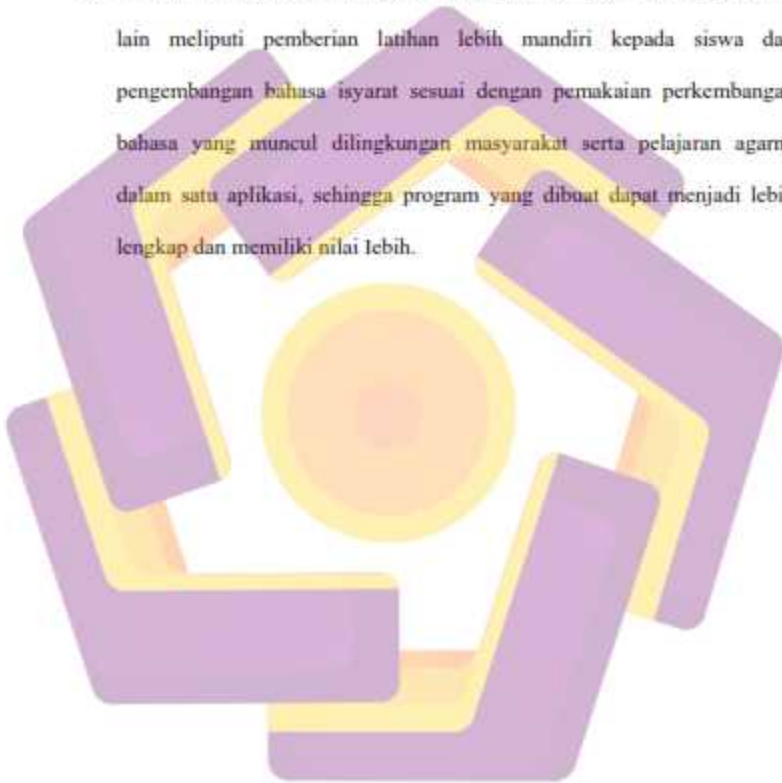 lain meliputi pemberian latihan lebih mandiri kepada siswa da
pengembangan bahasa isyarat sesuai dengan pemakaian perkembanga
bahasa yang muncul dilingkungan masyarakat serta pelajaran agam
dalam satu aplikasi, sehingga program yang dibuat dapat menjadi lebi
lengkap dan memiliki nilai Iebih.